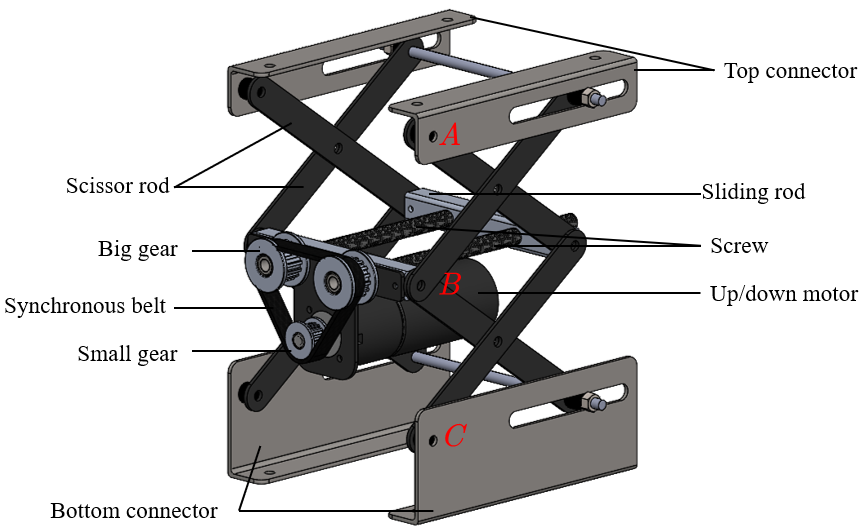 Top connector
A
Scissor rod
Sliding rod
Big gear
Screw
B
Up/down motor
Synchronous belt
Small gear
C
Bottom connector